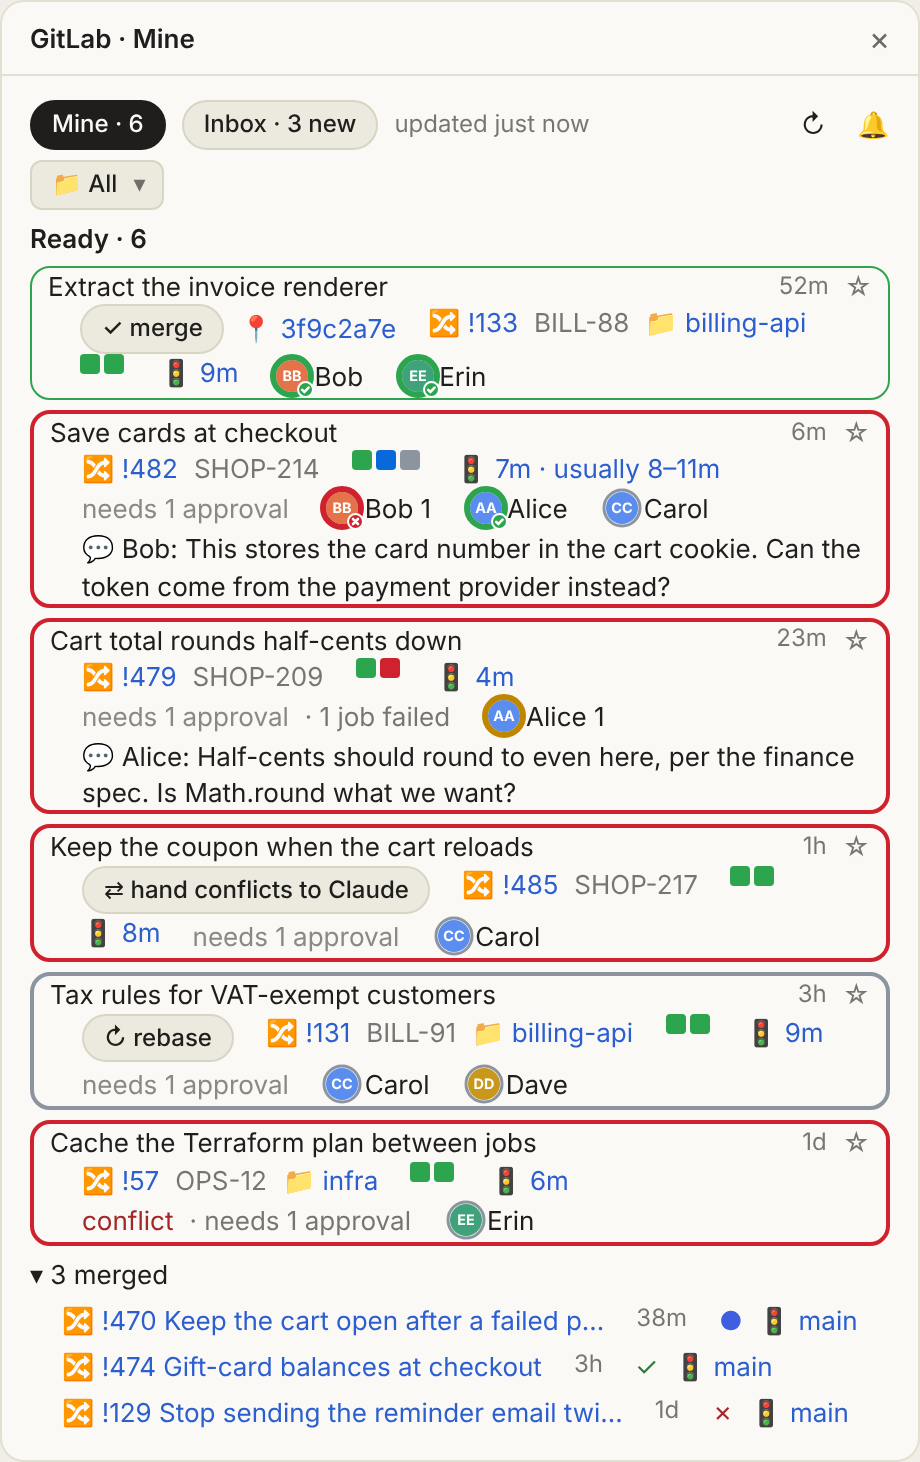 GitLab · Mine ×
Mine · 6 Inbox · 3 new updated just now
All ▾
Ready · 6
Extract the invoice renderer 52m ☆
✓ merge 3f9c2a7e !133 BILL-88 billing-api
9m BB Bob EE Erin
Save cards at checkout 6m ☆
!482 SHOP-214 7m · usually 8–11m
needs 1 approval BB Bob 1 AA Alice CC Carol
Bob: This stores the card number in the cart cookie. Can the
token come from the payment provider instead?
Cart total rounds half-cents down 23m ☆
!479 SHOP-209 4m
needs 1 approval · 1 job failed AA Alice 1
Alice: Half-cents should round to even here, per the finance
spec. Is Math.round what we want?
Keep the coupon when the cart reloads 1h ☆
⇄ hand conflicts to Claude !485 SHOP-217
8m needs 1 approval CC Carol
Tax rules for VAT-exempt customers 3h ☆
↻ rebase !131 BILL-91 billing-api 9m
needs 1 approval CC Carol DD Dave
Cache the Terraform plan between jobs 1d ☆
!57 OPS-12 infra 6m
conflict · needs 1 approval EE Erin
▾ 3 merged
!470 Keep the cart open after a failed p... 38m main
!474 Gift-card balances at checkout 3h ✓ main
!129 Stop sending the reminder email twi... 1d × main